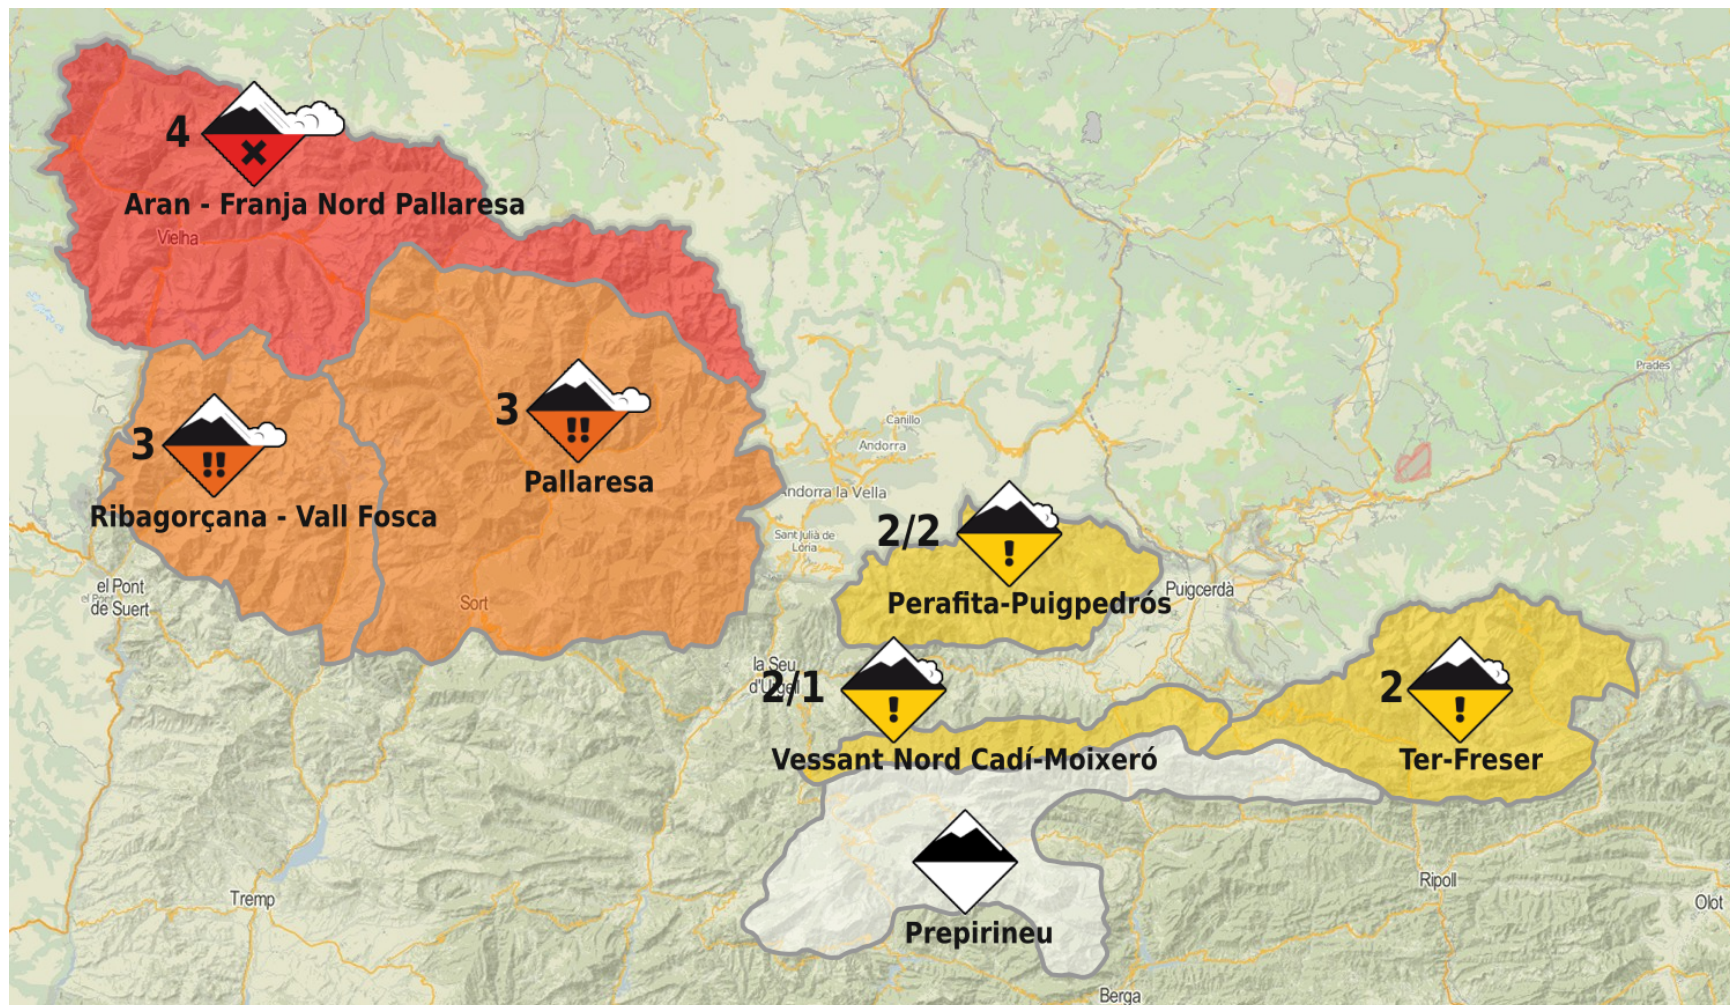 4
Aran - Franja Nord Pallaresa
Vielha
3
Pallaresa
3
Ribagorçana - Vall Fosca
Prades
Canillo
Andorra
Andorra la Vella
Sant Julià de
Lòria
2/2
!
Perafita-Puigpedrós
Puigcerdà
el Pont
de Suert
Sort
!!
!!
la Seu
d'Urgell
2/1
!
Vessant Nord Cadí-Moixeró
2
!
Ter-Freser
Prepirineu
Tremp
Ripoll
Olot
Berga